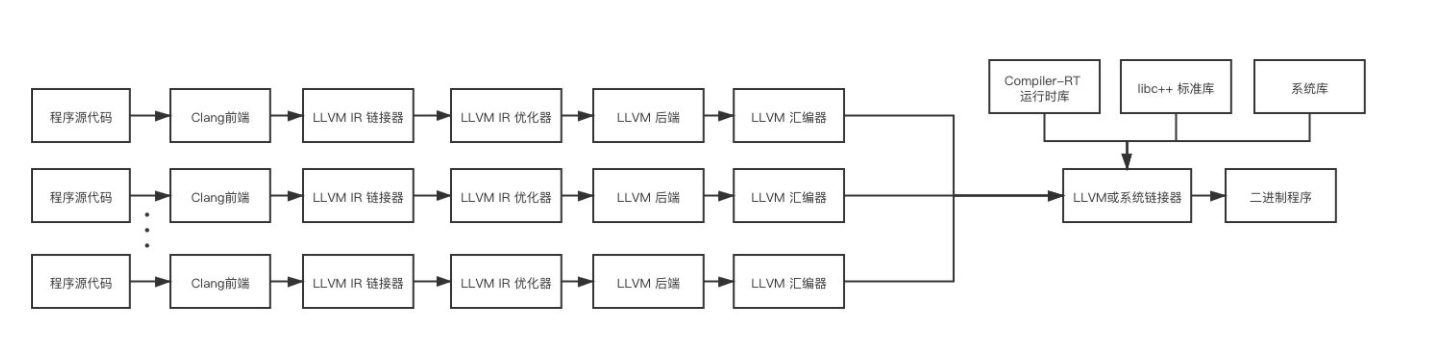 Compiler-RT
运行时库
libc++ 标准库
系统库
程序源代码
Clang前端
LLVM IR 链接器
LLVM IR 优化器
LLVM 后端
LLVM 汇编器
程序源代码
Clang前端
LLVM IR 链接器
LLVM IR 优化器
LLVM 后端
LLVM 汇编器
LLVM或系统链接器
二进制程序
程序源代码
Clang前端
LLVM IR 链接器
LLVM IR 优化器
LLVM 后端
LLVM 汇编器